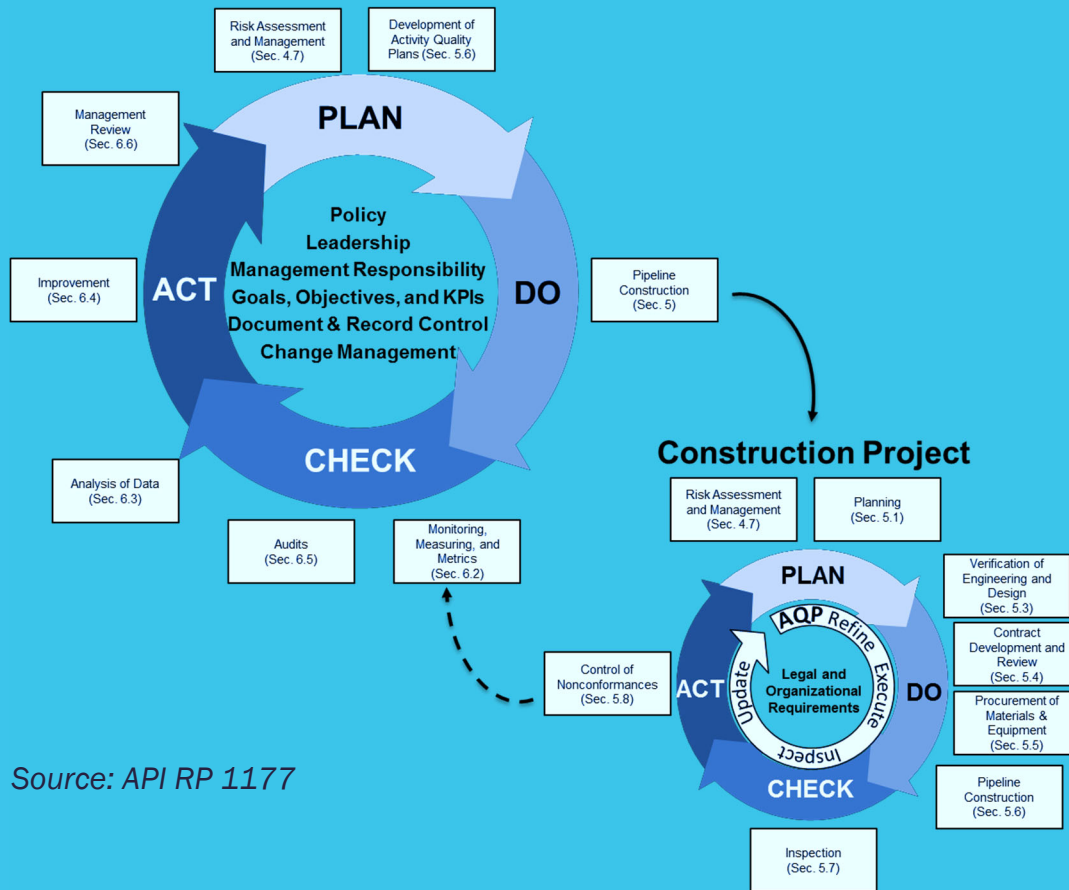 Risk Assessment
and Management
(Sec. 4.7)
Development of
Activity Quality
Plans (Sec. 5.6)
Management
Review
(Sec. 6.6)
PLAN
Policy
Leadership
Management Responsibility
Goals, Objectives, and KPIs
Document & Record Control
Change Management
Improvement
(Sec. 6.4)
ACT
DO
Pipeline
Construction
(Sec. 5)
CHECK
Analysis of Data
(Sec. 6.3)
Audits
(Sec. 6.5)
Monitoring,
Measuring, and
Metrics
(Sec. 6.2)
Construction Project
Risk Assessment
and Management
(Sec. 4.7)
Planning
(Sec. 5.1)
PLAN
Verification of
Engineering and
Design
(Sec. 5.3)
AQP Refine Execute Inspect Update
Legal and
Organizational
Requirements
Contract
Development and
Review
(Sec. 5.4)
Control of
Nonconformances
(Sec. 5.8)
ACT
DO
Procurement of
Materials &
Equipment
(Sec. 5.5)
CHECK
Pipeline
Construction
(Sec. 5.6)
Inspection
(Sec. 5.7)
Source: API RP 1177